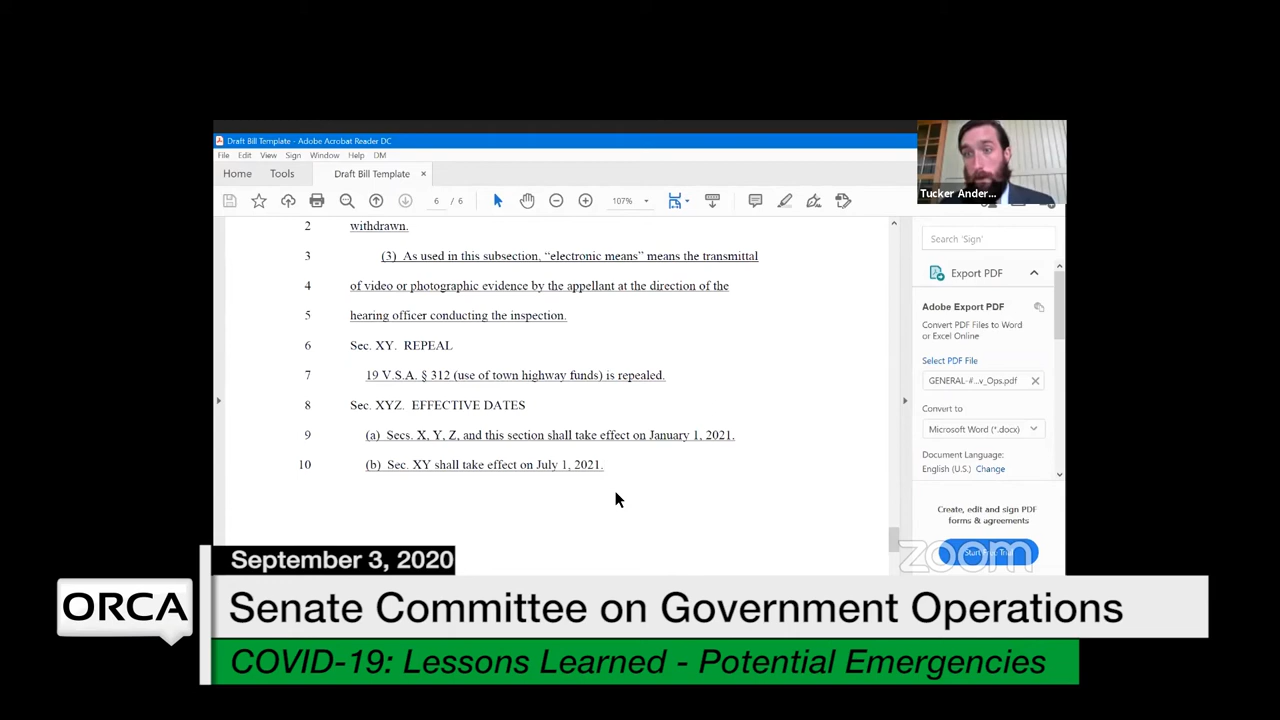 Draft Bill Template - Adobe Acrobat Reader DC
File Edit View Sign Window Help DM
Home Tools Draft Bill Template ×
6 / 6 107%
Tucker Ander...
2 withdrawn.
3 (3) As used in this subsection, “electronic means” means the transmittal
4 of video or photographic evidence by the appellant at the direction of the
5 hearing officer conducting the inspection.
6 Sec. XY. REPEAL
7 19 V.S.A. § 312 (use of town highway funds) is repealed.
8 Sec. XYZ. EFFECTIVE DATES
9 (a) Secs. X, Y, Z, and this section shall take effect on January 1, 2021.
10 (b) Sec. XY shall take effect on July 1, 2021.
Search 'Sign'
Export PDF
Adobe Export PDF
Convert PDF Files to Word
or Excel Online
Select PDF File
GENERAL-#...v_Ops.pdf
Convert to
Microsoft Word (*.docx)
Document Language:
English (U.S.) Change
Create, edit and sign PDF
forms & agreements
Start Free Trial
zoom
September 3, 2020
ORCA
Senate Committee on Government Operations
COVID-19: Lessons Learned - Potential Emergencies